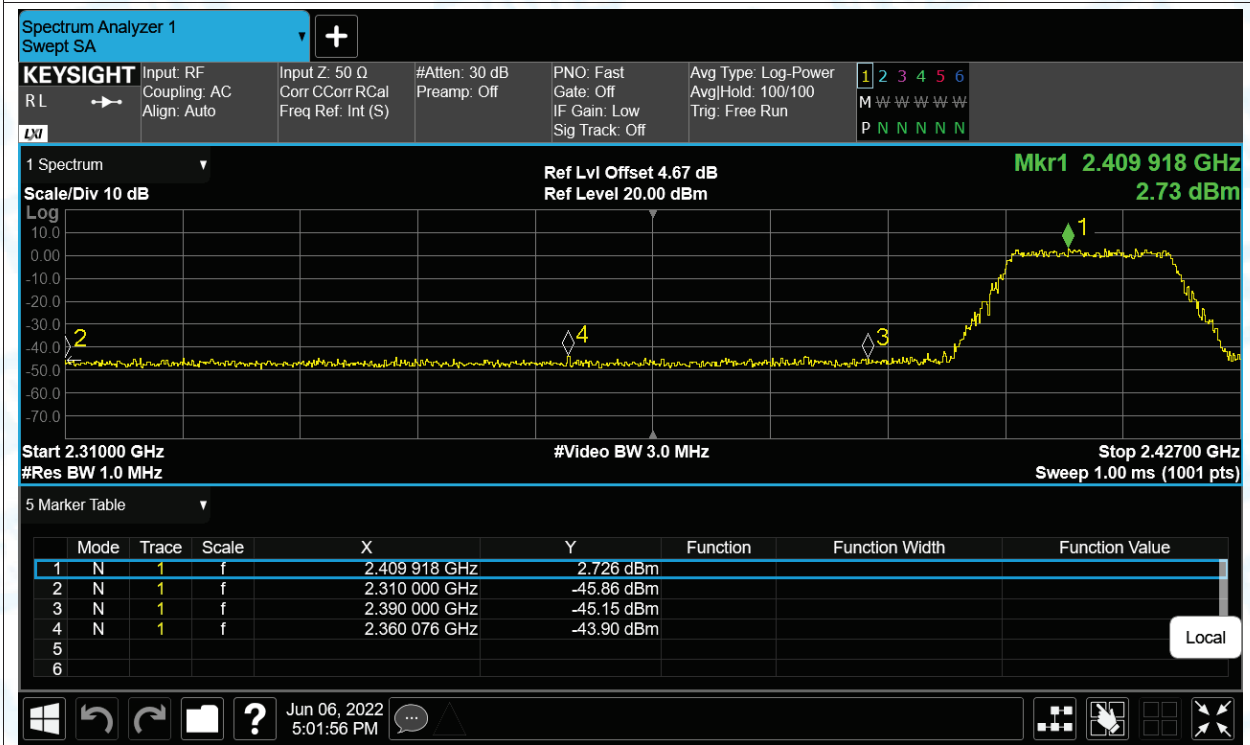 Spectrum Analyzer 1
Swept SA
▼
+
KEYSIGHT
R L
LXI
Input: RF
Coupling: AC
Align: Auto
Input Z: 50 Ω
Corr CCorr RCal
Freq Ref: Int (S)
#Atten: 30 dB
Preamp: Off
PNO: Fast
Gate: Off
IF Gain: Low
Sig Track: Off
Avg Type: Log-Power
Avg|Hold: 100/100
Trig: Free Run
1 2 3 4 5 6
M W W W W W
P N N N N N
1 Spectrum ▼
Scale/Div 10 dB
Ref Lvl Offset 4.67 dB
Ref Level 20.00 dBm
Mkr1 2.409 918 GHz
2.73 dBm
Log
10.0
0.00
-10.0
-20.0
-30.0
-40.0
-50.0
-60.0
-70.0
1
2
4
3
Start 2.31000 GHz
#Res BW 1.0 MHz
#Video BW 3.0 MHz
Stop 2.42700 GHz
Sweep 1.00 ms (1001 pts)
5 Marker Table ▼
Mode Trace Scale X Y Function Function Width Function Value
1 N 1 f 2.409 918 GHz 2.726 dBm
2 N 1 f 2.310 000 GHz -45.86 dBm
3 N 1 f 2.390 000 GHz -45.15 dBm
4 N 1 f 2.360 076 GHz -43.90 dBm
5
6
Local
?
Jun 06, 2022
5:01:56 PM